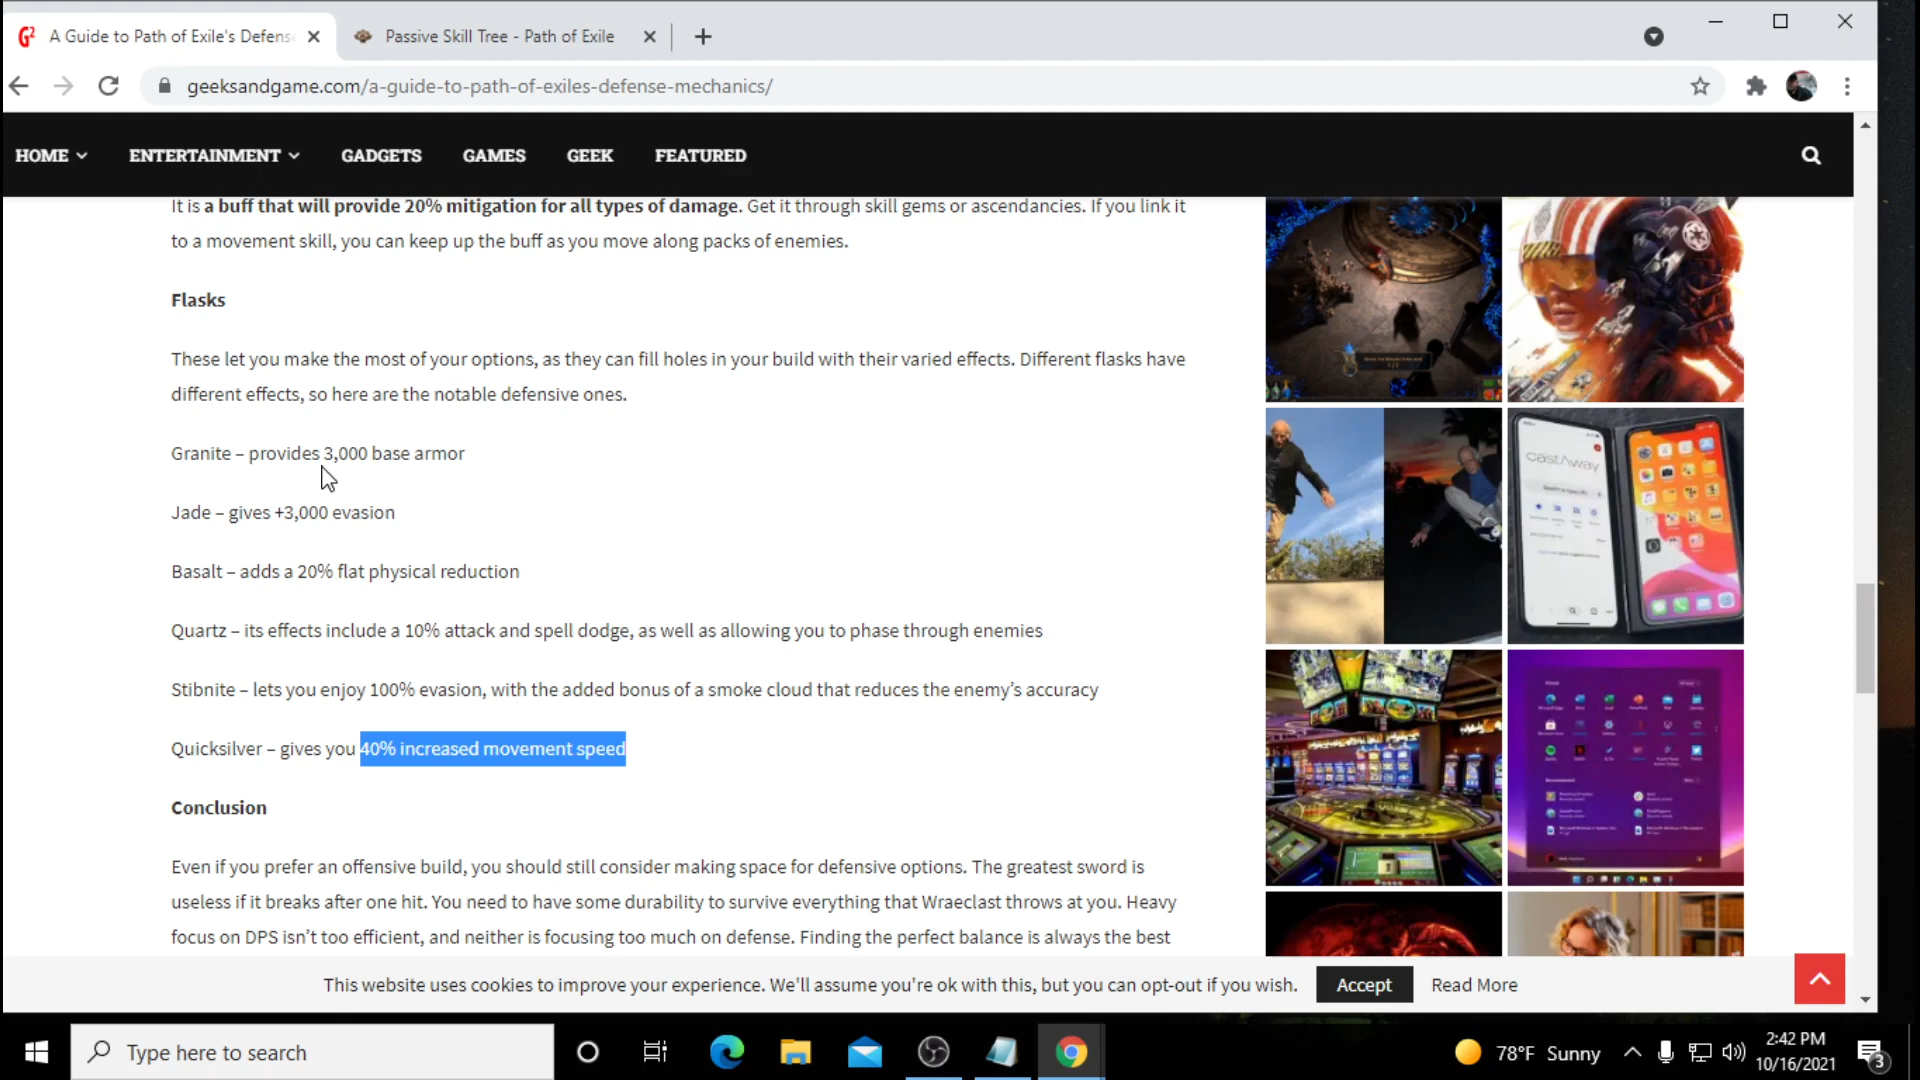 A Guide to Path of Exile's Defens
Passive Skill Tree - Path of Exile
geeksandgame.com/a-guide-to-path-of-exiles-defense-mechanics/
HOME
ENTERTAINMENT
GADGETS
GAMES
GEEK
FEATURED
It is a buff that will provide 20% mitigation for all types of damage. Get it through skill gems or ascendancies. If you link it
to a movement skill, you can keep up the buff as you move along packs of enemies.
Flasks
These let you make the most of your options, as they can fill holes in your build with their varied effects. Different flasks have
different effects, so here are the notable defensive ones.
Granite – provides 3,000 base armor
Jade – gives +3,000 evasion
Basalt – adds a 20% flat physical reduction
Quartz – its effects include a 10% attack and spell dodge, as well as allowing you to phase through enemies
Stibnite – lets you enjoy 100% evasion, with the added bonus of a smoke cloud that reduces the enemy’s accuracy
Quicksilver – gives you 40% increased movement speed
Conclusion
Even if you prefer an offensive build, you should still consider making space for defensive options. The greatest sword is
useless if it breaks after one hit. You need to have some durability to survive everything that Wraeclast throws at you. Heavy
focus on DPS isn’t too efficient, and neither is focusing too much on defense. Finding the perfect balance is always the best
castAway
This website uses cookies to improve your experience. We'll assume you're ok with this, but you can opt-out if you wish.
Accept
Read More
Type here to search
78°F Sunny
2:42 PM
10/16/2021
3